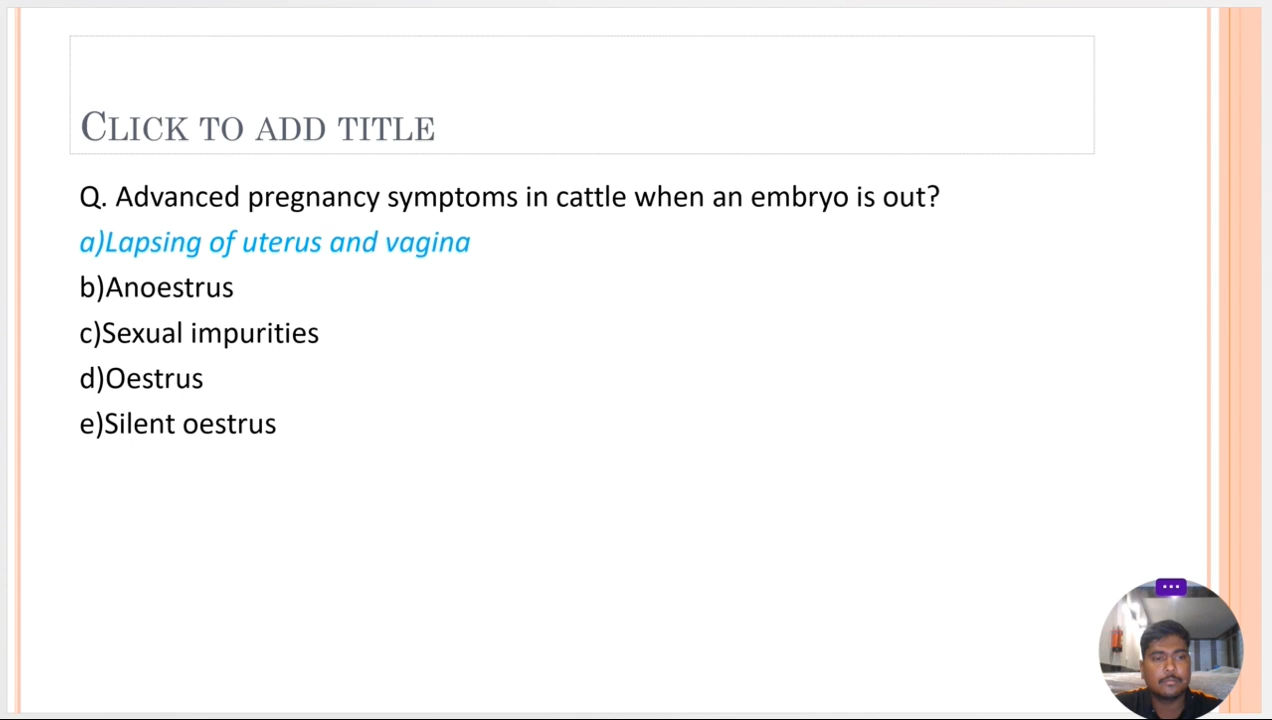 Click to add title
Q. Advanced pregnancy symptoms in cattle when an embryo is out?
a)Lapsing of uterus and vagina
b)Anoestrus
c)Sexual impurities
d)Oestrus
e)Silent oestrus